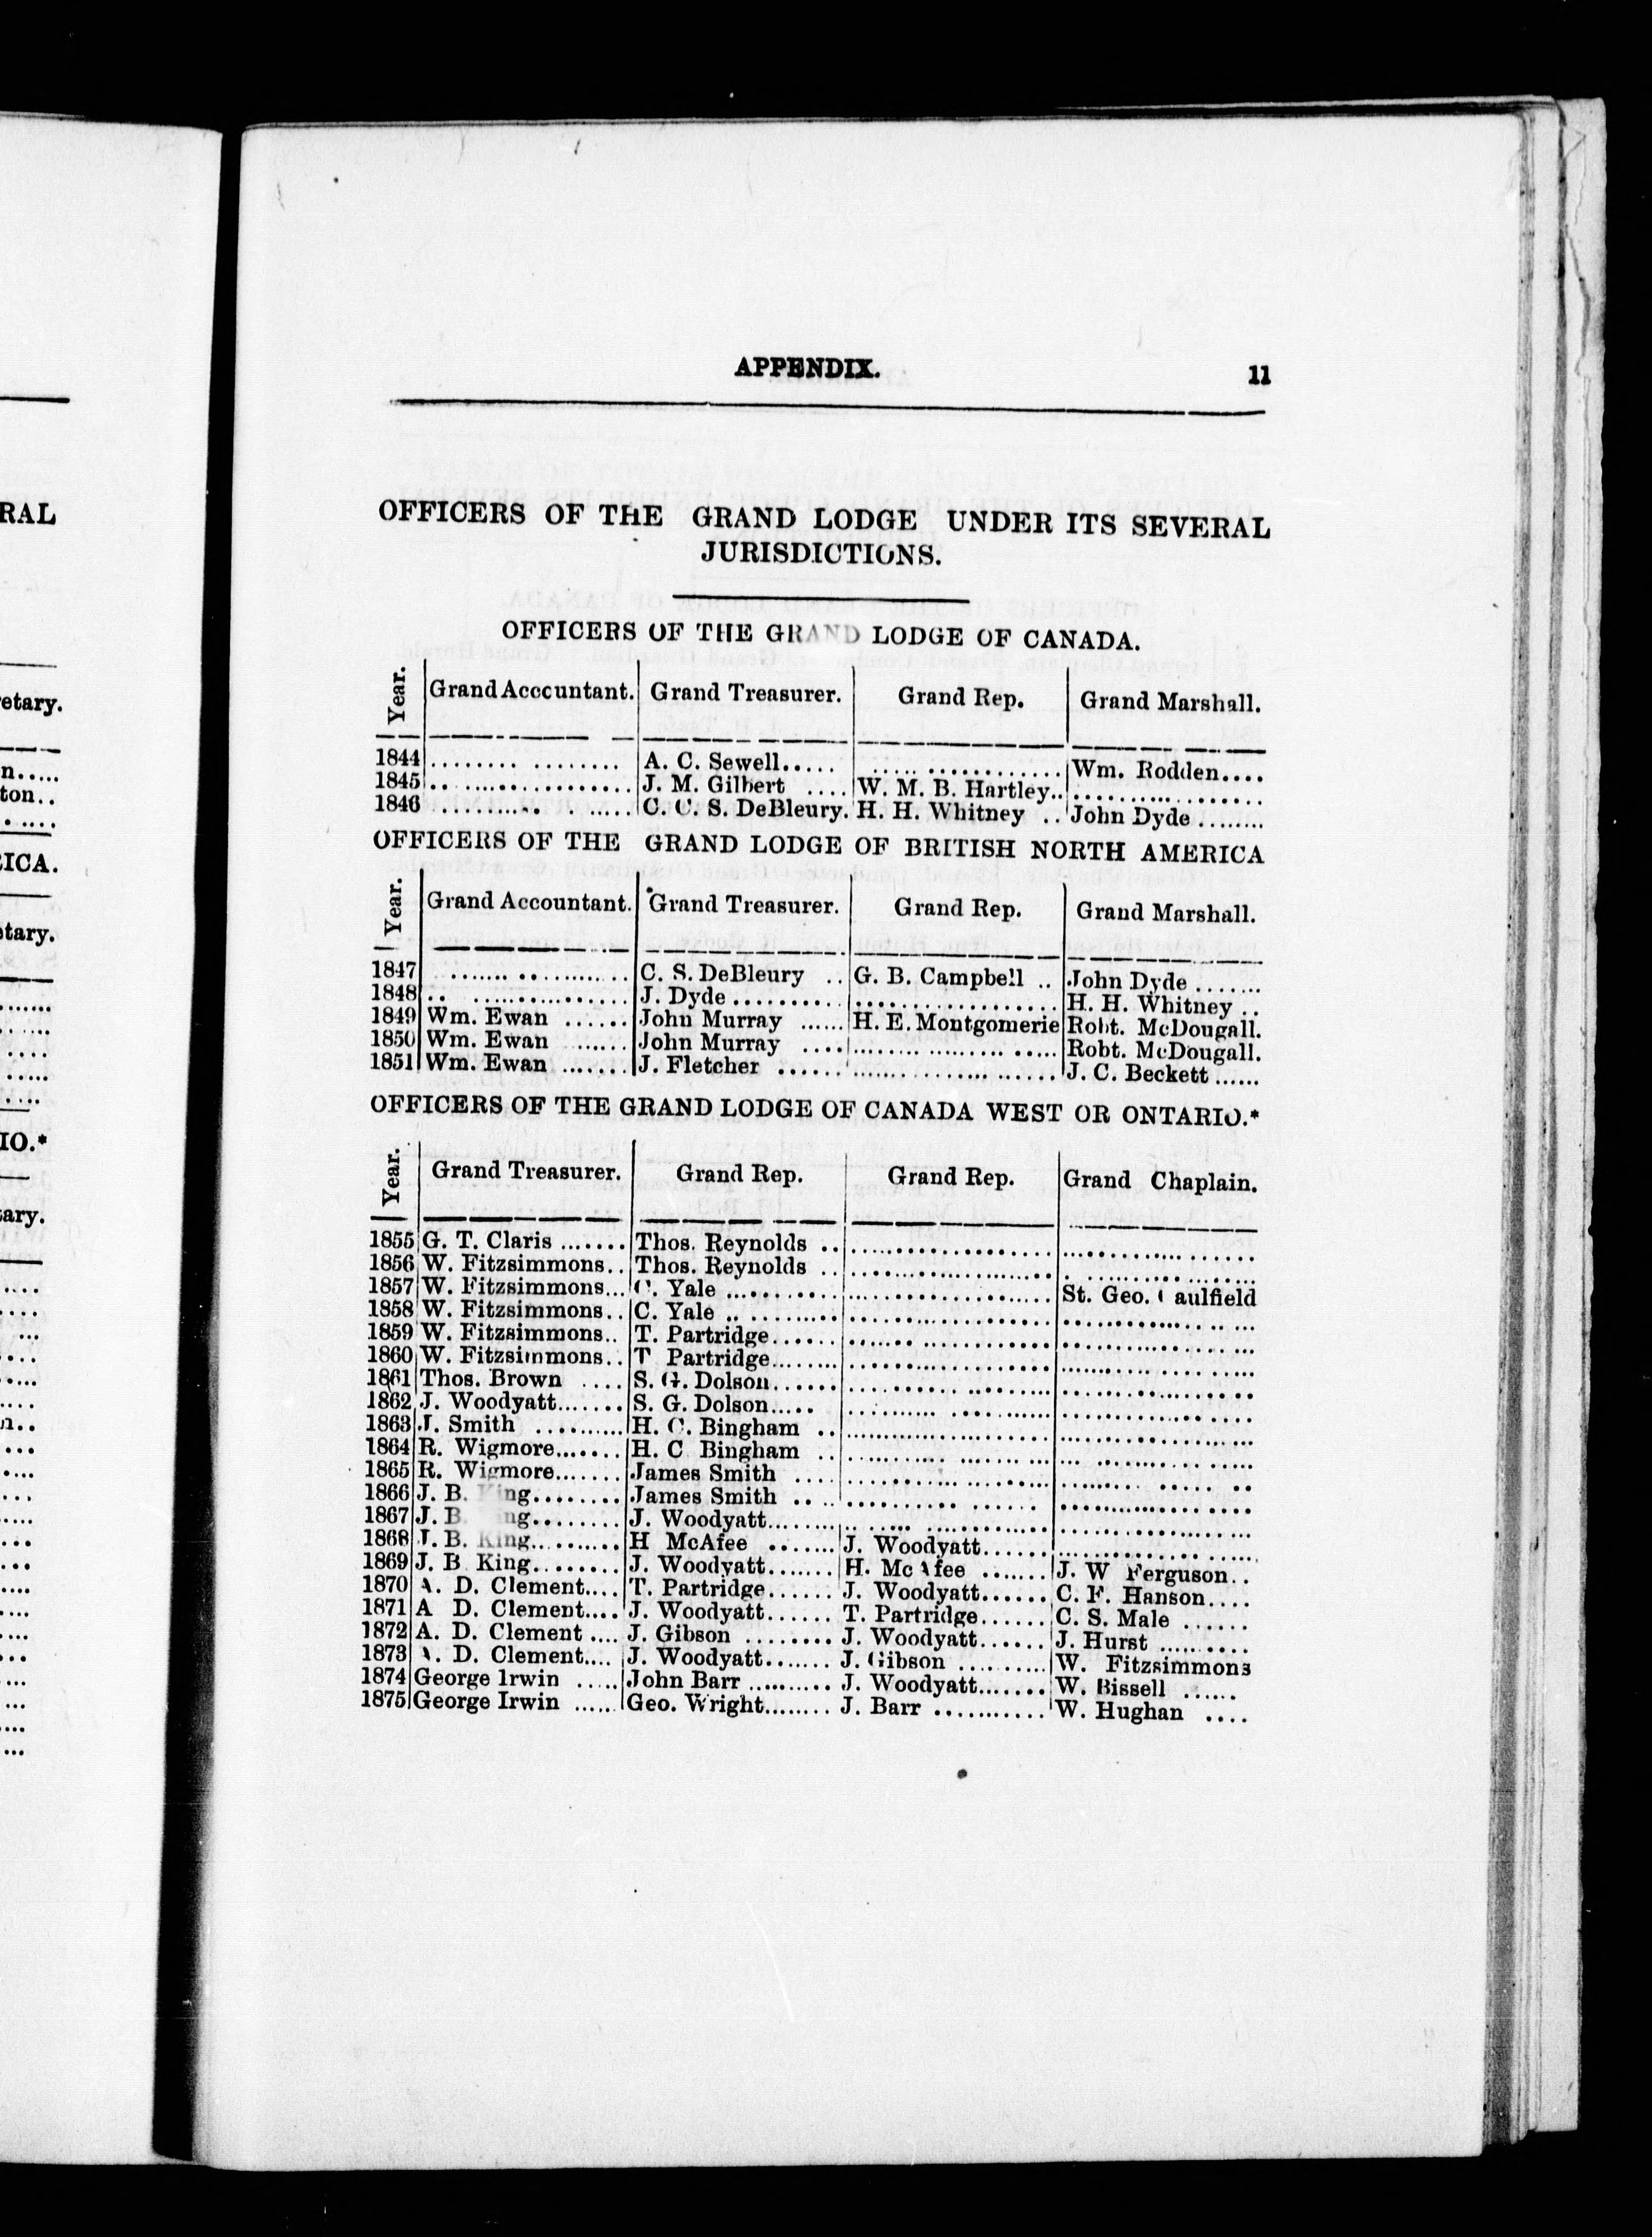 APPENDIX. 11
OFFICERS OF THE GRAND LODGE UNDER ITS SEVERAL
JURISDICTIONS.
OFFICERS OF THE GRAND LODGE OF CANADA.
Year. Grand Acccuntant. Grand Treasurer. Grand Rep. Grand Marshall.
1844 ........ ........ A. C. Sewell..... ..... ............. Wm. Rodden....
1845 .. .................. J. M. Gilbert .... W. M. B. Hartley.. ..................
1846 .......... . ..... C. C. S. DeBleury. H. H. Whitney .. John Dyde ........
OFFICERS OF THE GRAND LODGE OF BRITISH NORTH AMERICA
Year. Grand Accountant. Grand Treasurer. Grand Rep. Grand Marshall.
1847 ....... .. .......... C. S. DeBleury .. G. B. Campbell .. John Dyde .......
1848 .. ................ J. Dyde.......... .................... H. H. Whitney ..
1849 Wm. Ewan ...... John Murray ...... H. E. Montgomerie Robt. McDougall.
1850 Wm. Ewan ...... John Murray .... ................ ..... Robt. McDougall.
1851 Wm. Ewan ....... J. Fletcher ...... .................... J. C. Beckett ......
OFFICERS OF THE GRAND LODGE OF CANADA WEST OR ONTARIO.*
Year. Grand Treasurer. Grand Rep. Grand Rep. Grand Chaplain.
1855 G. T. Claris ....... Thos. Reynolds .. .................... ...................
1856 W. Fitzsimmons.. Thos. Reynolds .. .................... . ................
1857 W. Fitzsimmons... C. Yale ........... .................... St. Geo. Caulfield
1858 W. Fitzsimmons.. C. Yale .. ......... .................... ...................
1859 W. Fitzsimmons.. T. Partridge...... .................... ...................
1860 W. Fitzsimmons.. T Partridge....... .................... ...................
1861 Thos. Brown .... S. G. Dolson...... .................... ...................
1862 J. Woodyatt....... S. G. Dolson..... .................... ...................
1863 J. Smith .......... H. C. Bingham .. .................... ...................
1864 R. Wigmore....... H. C Bingham .. .................... ...................
1865 R. Wigmore....... James Smith .... .................... ...................
1866 J. B. King........ James Smith .. .. .................... ...................
1867 J. B. King........ J. Woodyatt....... .................... ...................
1868 J. B. King.......... H McAfee ....... J. Woodyatt...... ...................
1869 J. B. King........ J. Woodyatt....... H. McAfee ....... J. W Ferguson..
1870 A. D. Clement.... T. Partridge...... J. Woodyatt...... C. F. Hanson....
1871 A D. Clement.... J. Woodyatt...... T. Partridge...... C. S. Male ......
1872 A. D. Clement .... J. Gibson ........ J. Woodyatt...... J. Hurst ..........
1873 A. D. Clement.... J. Woodyatt....... J. Gibson .......... W. Fitzsimmons
1874 George Irwin ..... John Barr .......... J. Woodyatt....... W. Bissell ......
1875 George Irwin ...... Geo. Wright........ J. Barr ........... W. Hughan ....
RAL
etary.
n.....
ton..
ICA.
tary.
IO.*
ary.
n..